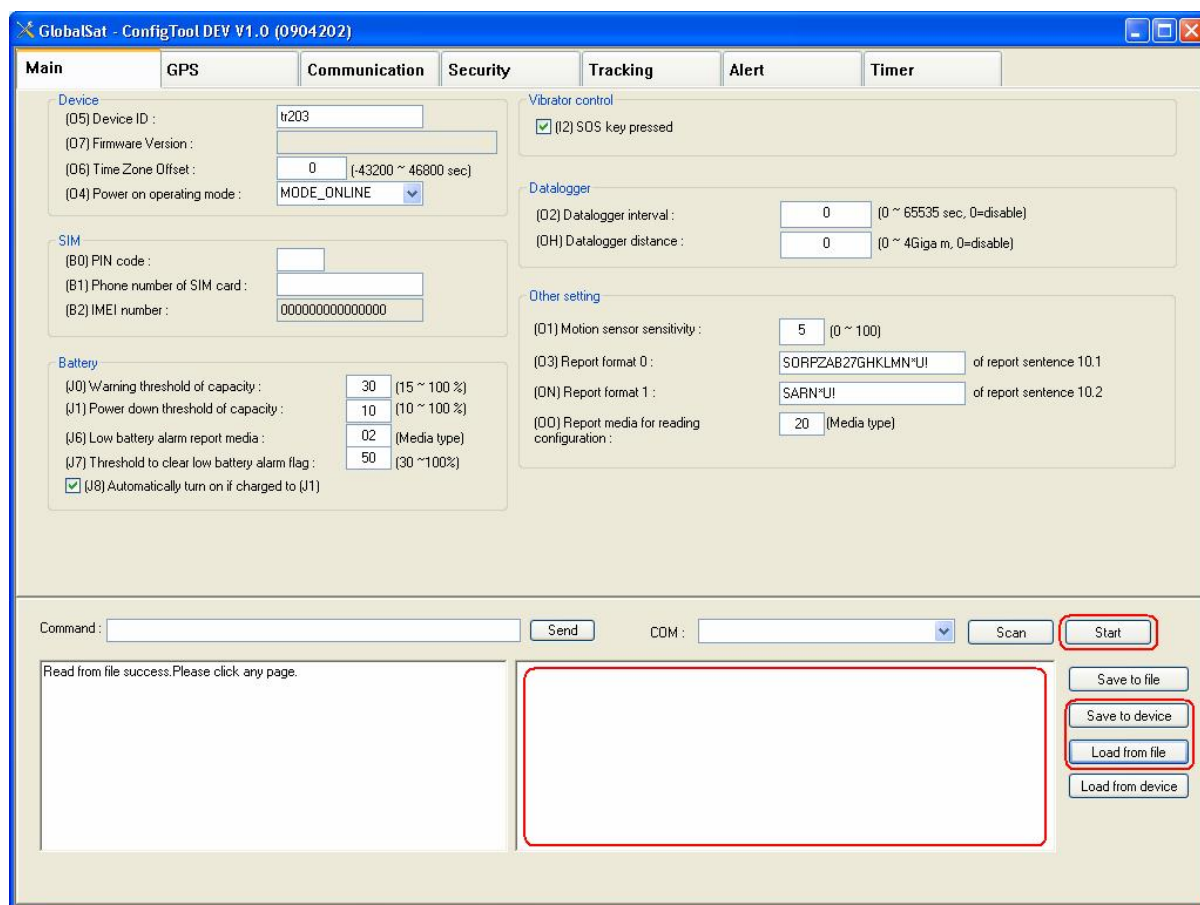 GlobalSat - ConfigTool DEV V1.0 (0904202)
Main GPS Communication Security Tracking Alert Timer
Device
(O5) Device ID : tr203
(O7) Firmware Version :
(O6) Time Zone Offset : 0 (-43200 ~ 46800 sec)
(O4) Power on operating mode : MODE_ONLINE
SIM
(B0) PIN code :
(B1) Phone number of SIM card :
(B2) IMEI number : 000000000000000
Battery
(J0) Warning threshold of capacity : 30 (15 ~ 100 %)
(J1) Power down threshold of capacity : 10 (10 ~ 100 %)
(J6) Low battery alarm report media : 02 (Media type)
(J7) Threshold to clear low battery alarm flag : 50 (30 ~100%)
(J8) Automatically turn on if charged to (J1)
Vibrator control
(I2) SOS key pressed
Datalogger
(O2) Datalogger interval : 0 (0 ~ 65535 sec, 0=disable)
(OH) Datalogger distance : 0 (0 ~ 4Giga m, 0=disable)
Other setting
(O1) Motion sensor sensitivity : 5 (0 ~ 100)
(O3) Report format 0 : SORPZAB27GHKLMN*U! of report sentence 10.1
(ON) Report format 1 : SARN*U! of report sentence 10.2
(OO) Report media for reading
configuration : 20 (Media type)
Command : Send COM : Scan Start
Read from file success.Please click any page.
Save to file
Save to device
Load from file
Load from device